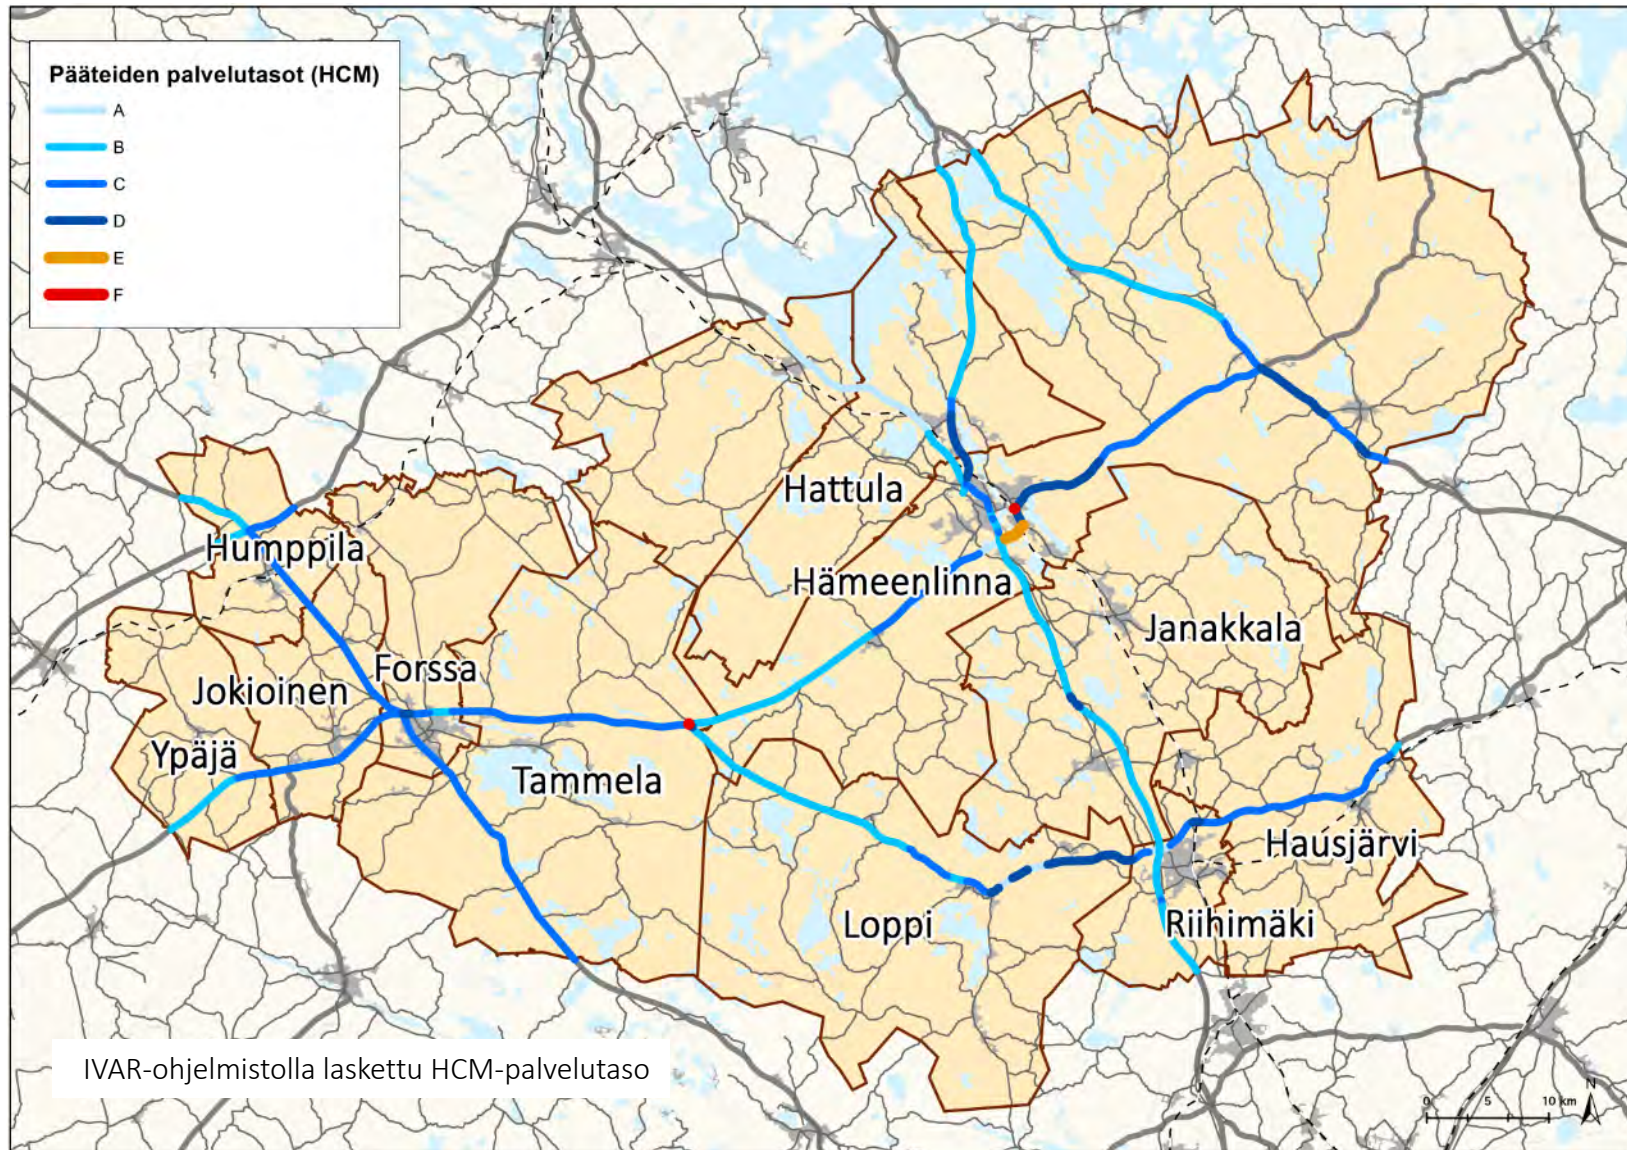 Pääteiden palvelutasot (HCM)
A
B
C
D
E
F
Hattula
Humppila
Hämeenlinna
Janakkala
Forssa
Jokioinen
Ypäjä
Tammela
Hausjärvi
Loppi
Riihimäki
IVAR-ohjelmistolla laskettu HCM-palvelutaso
N
0 5 10 km